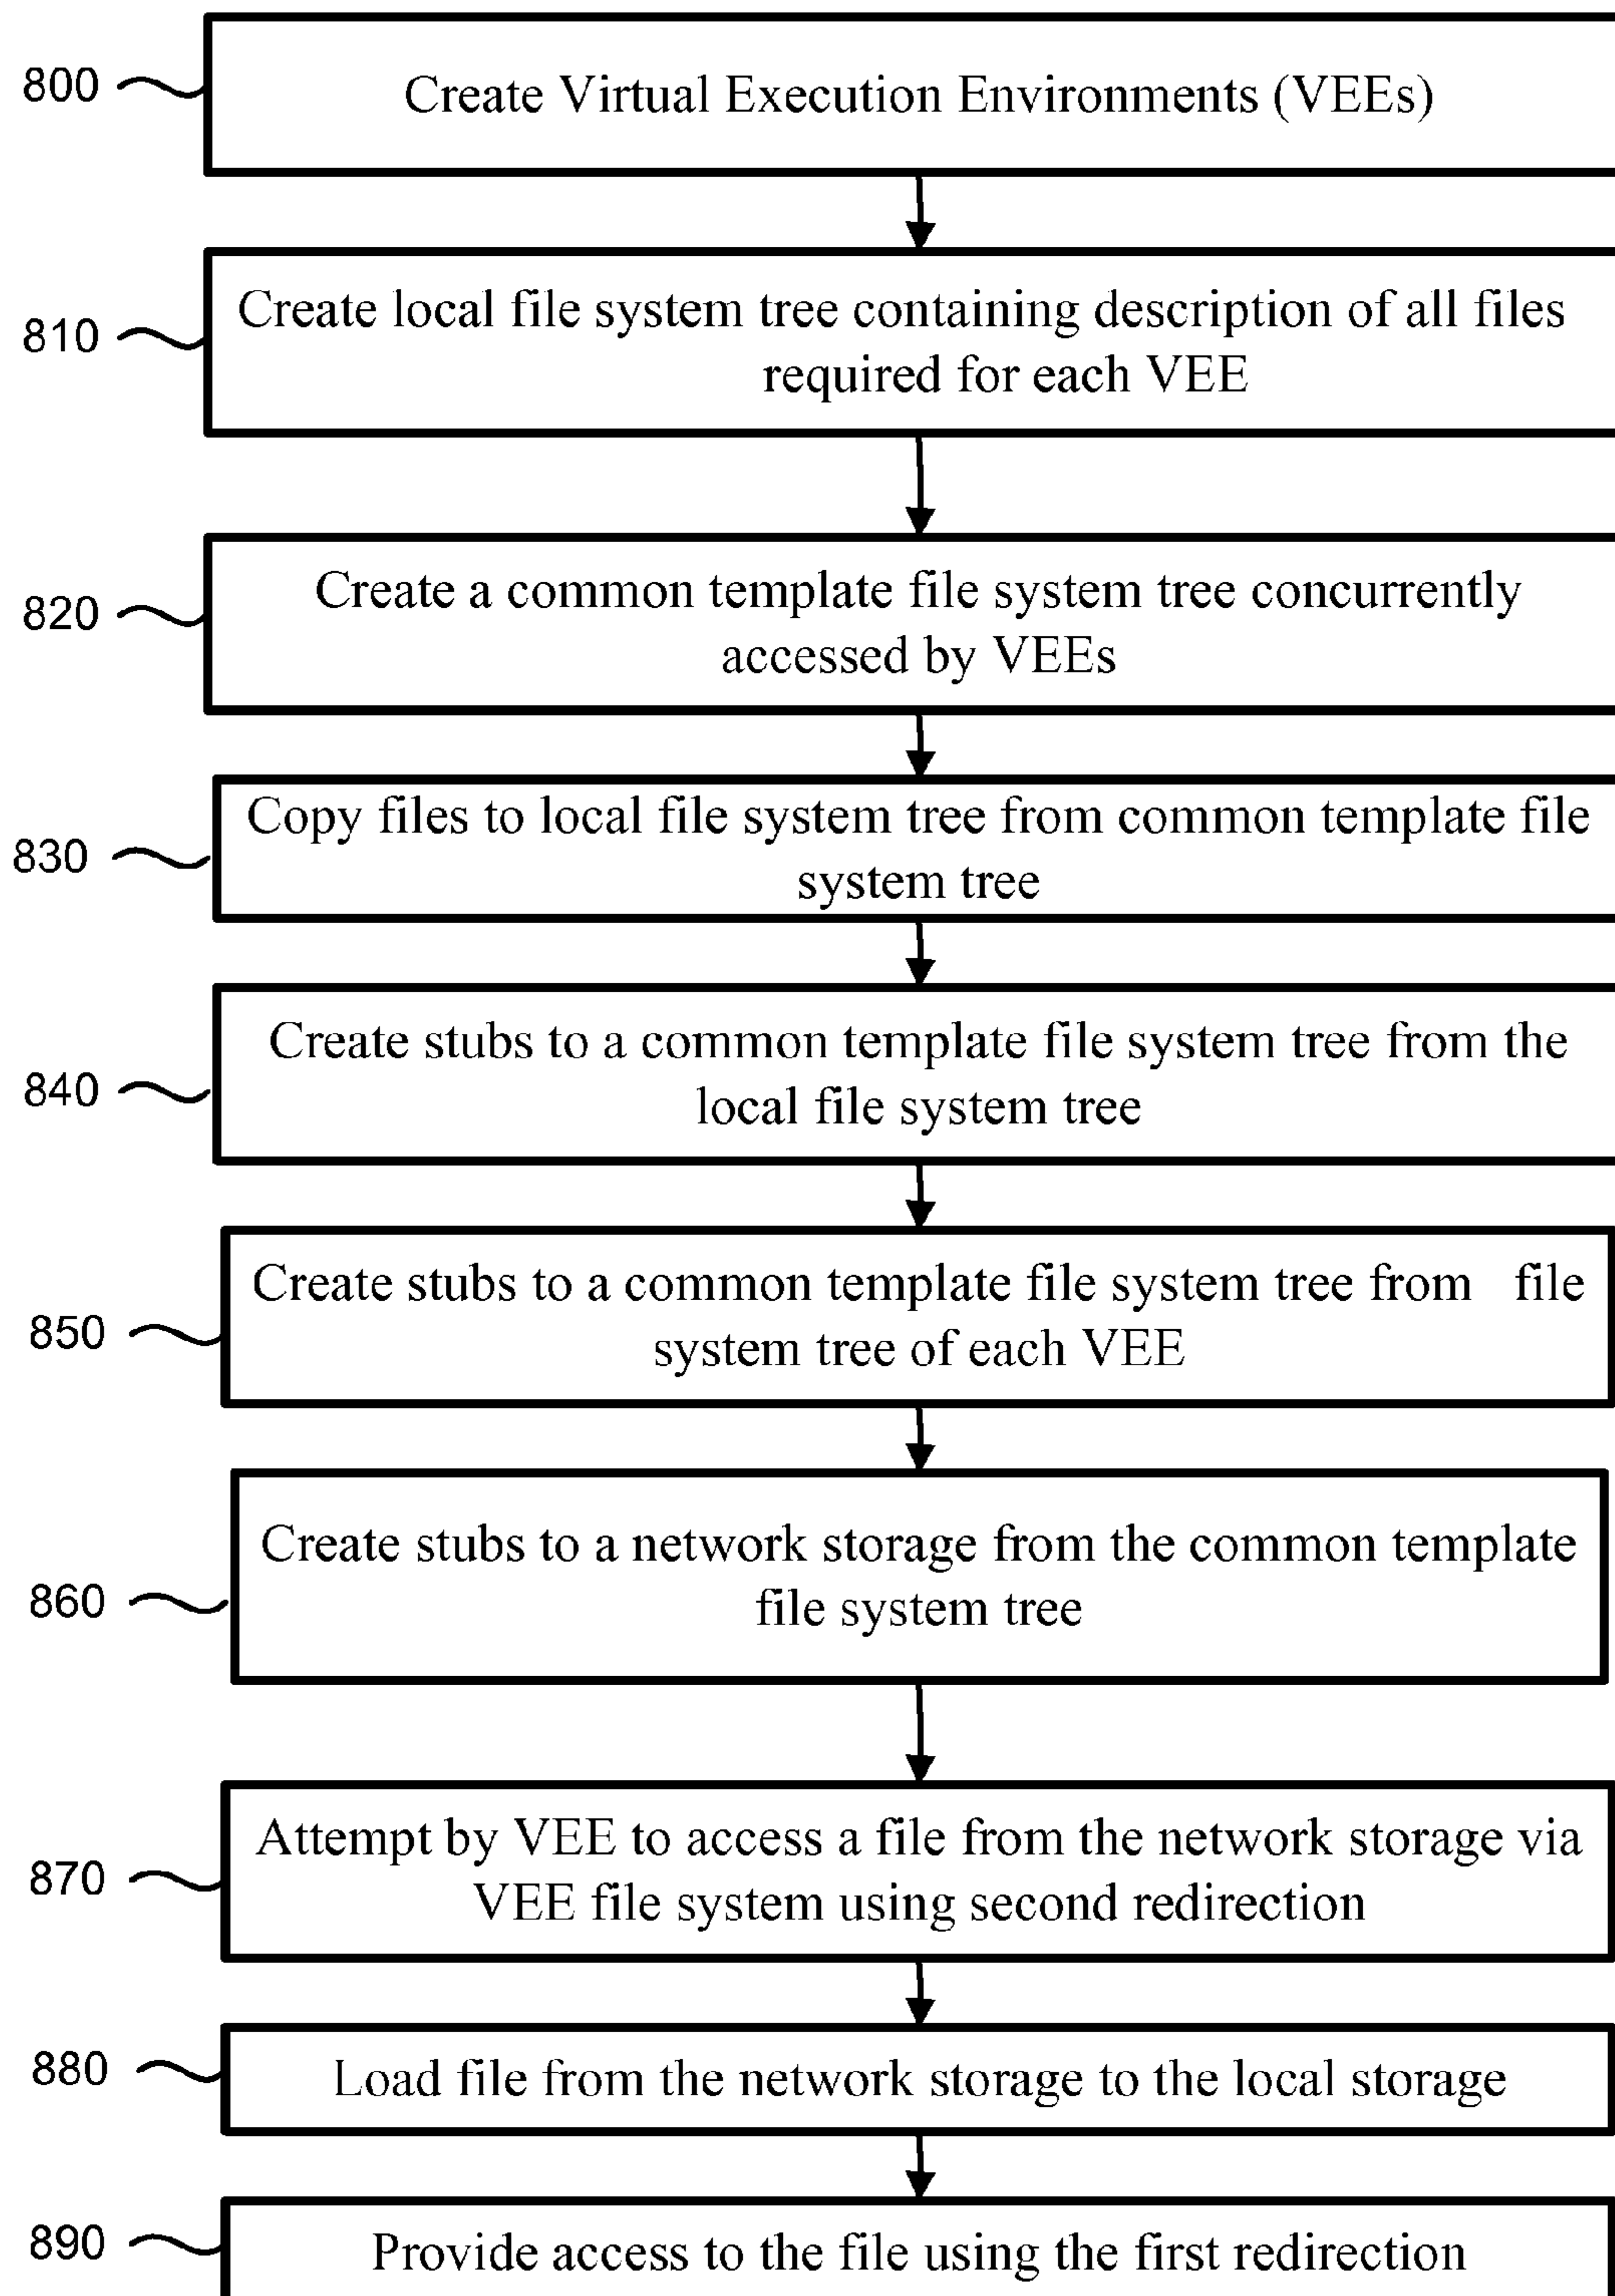 800
Create Virtual Execution Environments (VEEs)
810
Create local file system tree containing description of all files
required for each VEE
820
Create a common template file system tree concurrently
accessed by VEEs
830
Copy files to local file system tree from common template file
system tree
840
Create stubs to a common template file system tree from the
local file system tree
850
Create stubs to a common template file system tree from file
system tree of each VEE
860
Create stubs to a network storage from the common template
file system tree
870
Attempt by VEE to access a file from the network storage via
VEE file system using second redirection
880
Load file from the network storage to the local storage
890
Provide access to the file using the first redirection